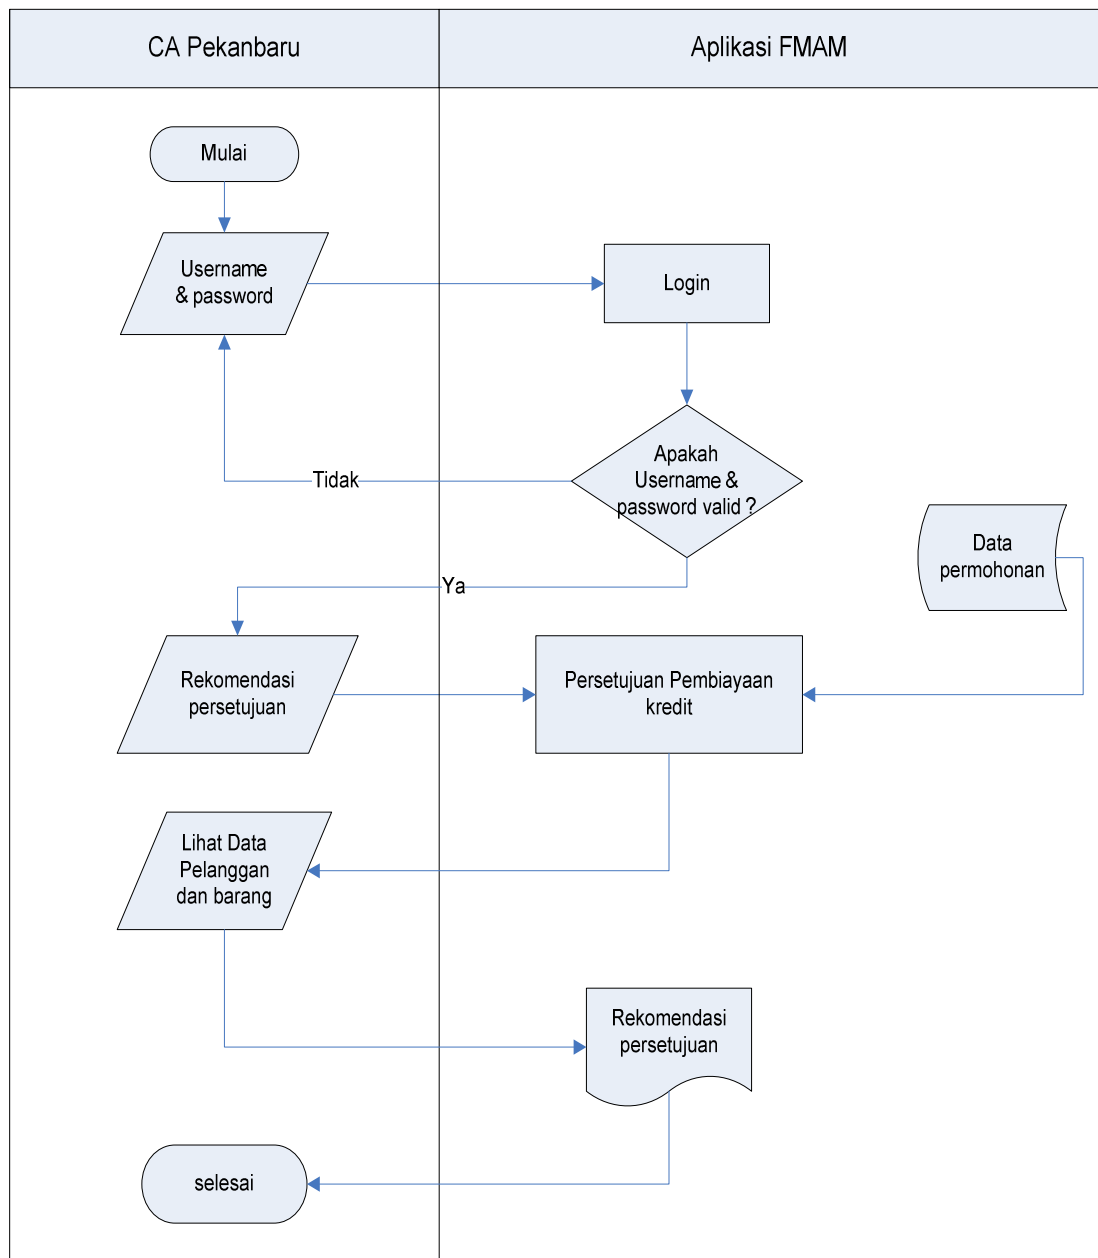 CA Pekanbaru
Aplikasi FMAM
Mulai
Username
& password
Login
Apakah
Username &
password valid ?
Tidak
Data
permohonan
Ya
Rekomendasi
persetujuan
Persetujuan Pembiayaan
kredit
Lihat Data
Pelanggan
dan barang
Rekomendasi
persetujuan
selesai